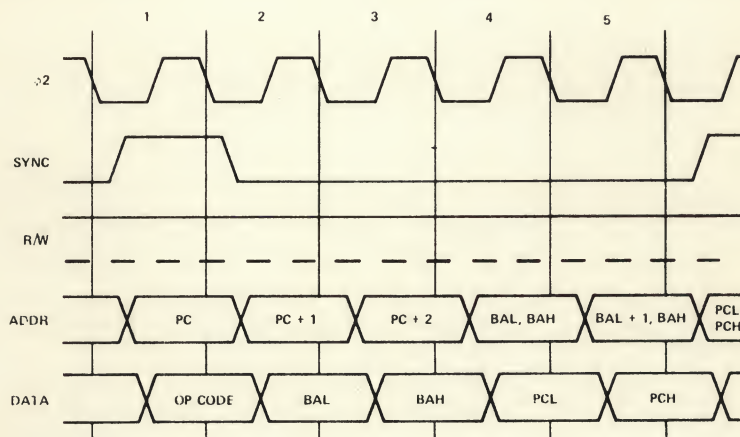 1 2 3 4 5
φ2
SYNC
R/W
ADDR PC PC + 1 PC + 2 BAL, BAH BAL + 1, BAH PCL
PCH
DATA OP CODE BAL BAH PCL PCH